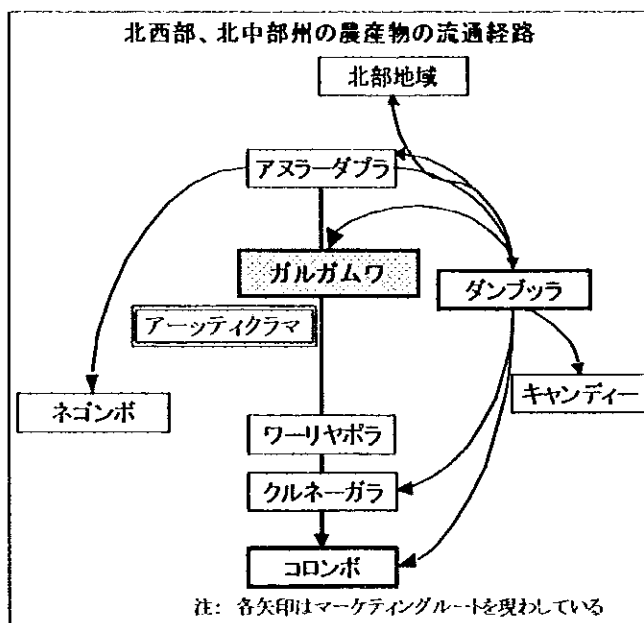 北西部、北中部州の農産物の流通経路
北部地域
アヌラーダプラ
ガルガムワ
ダンブッラ
アーッティクラマ
ネゴンボ
キャンディー
ワーリヤポラ
クルネーガラ
コロンボ
注: 各矢印はマーケティングルートを現わしている